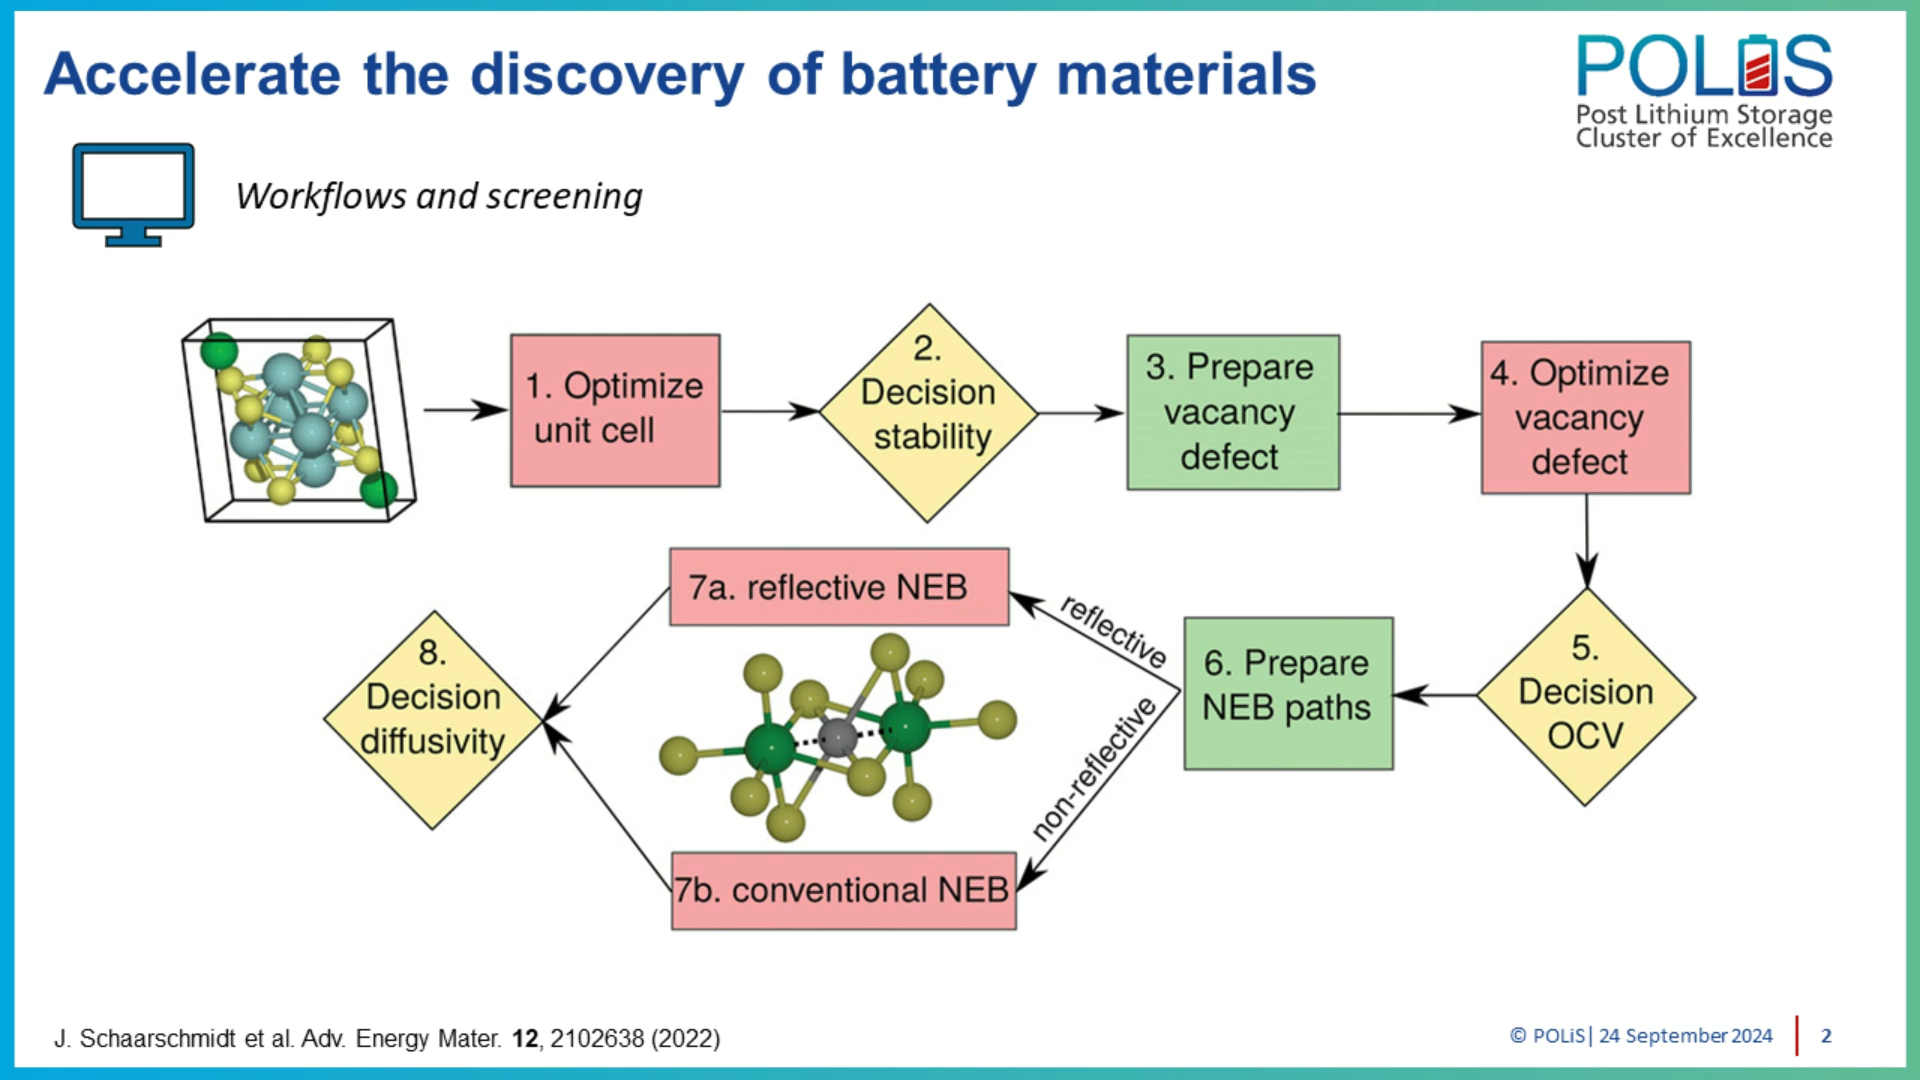 Accelerate the discovery of battery materials
POLiS
Post Lithium Storage
Cluster of Excellence
Workflows and screening
1. Optimize
unit cell
2.
Decision
stability
3. Prepare
vacancy
defect
4. Optimize
vacancy
defect
5.
Decision
OCV
6. Prepare
NEB paths
reflective
non-reflective
7a. reflective NEB
7b. conventional NEB
8.
Decision
diffusivity
J. Schaarschmidt et al. Adv. Energy Mater. 12, 2102638 (2022)
© POLiS| 24 September 2024
2